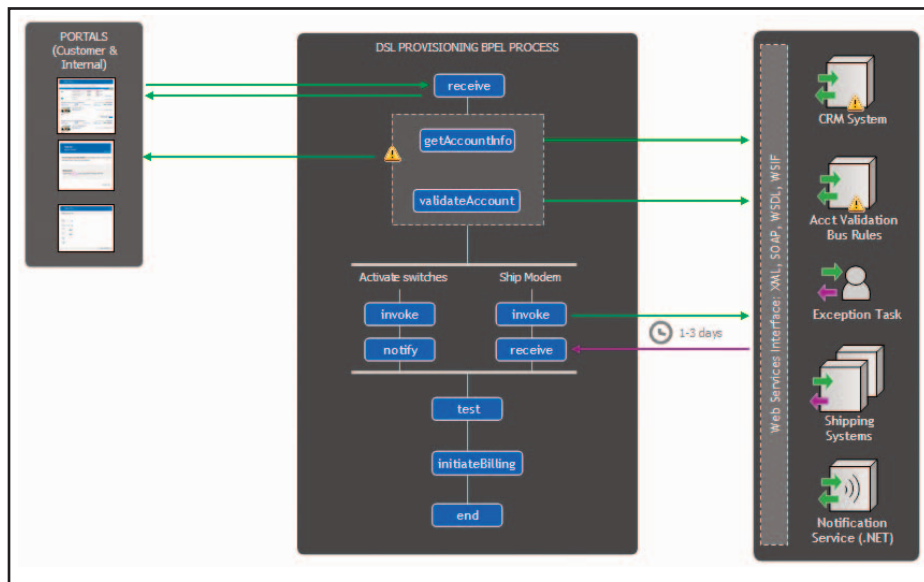 PORTALS
(Customer &
Internal)
DSL PROVISIONING BPEL PROCESS
receive
getAccountInfo
validateAccount
Activate switches
Ship Modem
invoke
invoke
notify
receive
1-3 days
test
initiateBilling
end
Web Services Interface: XML, SOAP, WSDL, WSIF
CRM System
Acct Validation
Bus Rules
Exception Task
Shipping
Systems
Notification
Service (.NET)